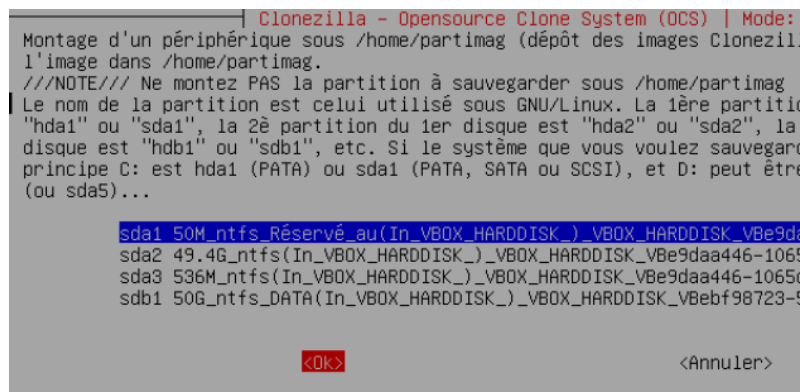 Clonezilla - Opensource Clone System (OCS) | Mode:
Montage d'un périphérique sous /home/partimag (dépôt des images
l'image dans /home/partimag.
///NOTE/// Ne montez PAS la partition à sauvegarder sous /home/partimag
Le nom de la partition est celui utilisé sous GNU/Linux. La 1ère
"hda1" ou "sda1", la 2è partition du 1er disque est "hda2" ou "sda2", la
disque est "hdb1" ou "sdb1", etc. Si le système que vous voulez
principe C: est hda1 (PATA) ou sda1 (PATA, SATA ou SCSI), et D: peut être
(ou sda5)...
sda1 50M_ntfs_Réservé_au(In_VBOX_HARDDISK_)_VBOX_HARDDISK_VBe9da
sda2 49.4G_ntfs(In_VBOX_HARDDISK_)_VBOX_HARDDISK_VBe9daa446-1065
sda3 536M_ntfs(In_VBOX_HARDDISK_)_VBOX_HARDDISK_VBe9daa446-1065
sdb1 50G_ntfs_DATA(In_VBOX_HARDDISK_)_VBOX_HARDDISK_VBebf98723-
<Ok> <Annuler>